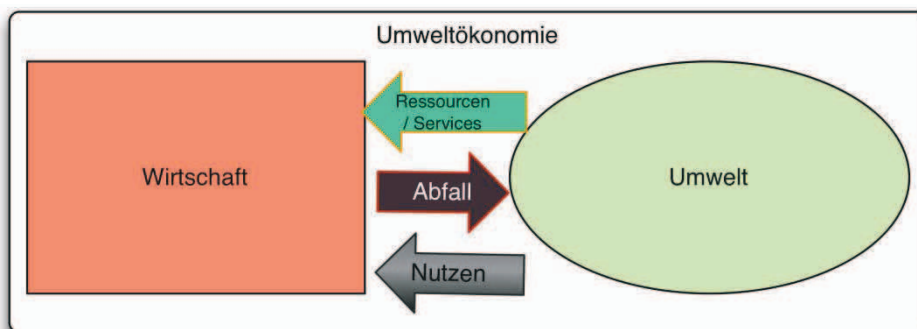 Umweltökonomie
Ressourcen
/ Services
Wirtschaft
Abfall
Umwelt
Nutzen